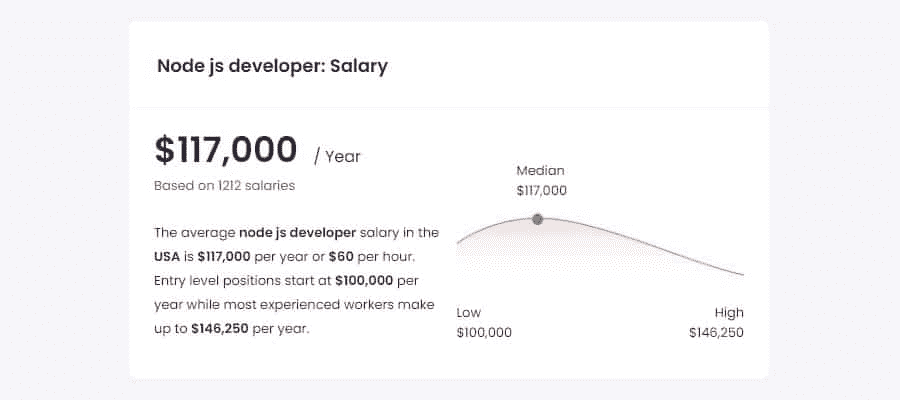 Node js developer: Salary
$117,000 / Year
Based on 1212 salaries
The average node js developer salary in the
USA is $117,000 per year or $60 per hour.
Entry level positions start at $100,000 per
year while most experienced workers make
up to $146,250 per year.
Median
$117,000
Low
$100,000
High
$146,250